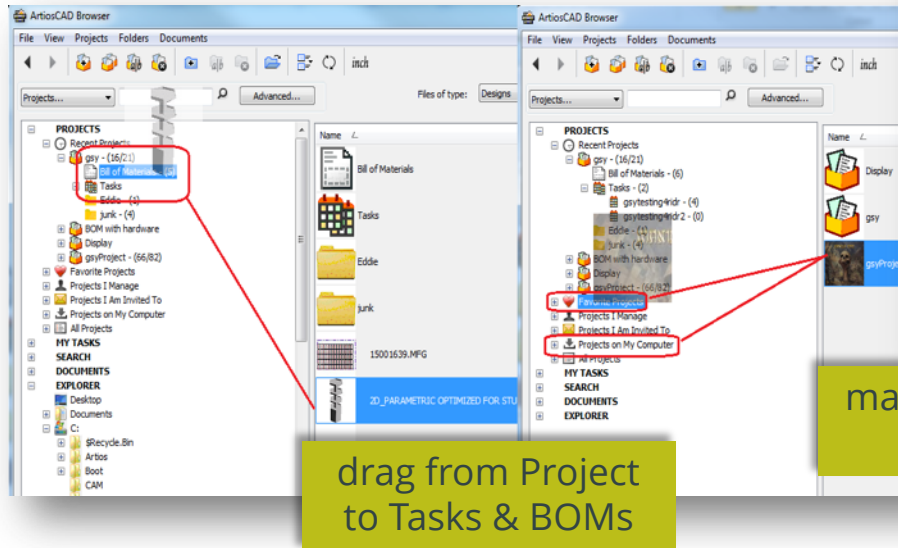 ArtiosCAD Browser
File View Projects Folders Documents
inch
Projects...
Advanced...
Files of type: Designs
PROJECTS
Recent Projects
gsy - (16/21)
Bill of Materials - (6)
Tasks
Eddie - (1)
junk - (4)
BOM with hardware
Display
gsyProject - (66/82)
Favorite Projects
Projects I Manage
Projects I Am Invited To
Projects on My Computer
All Projects
MY TASKS
SEARCH
DOCUMENTS
EXPLORER
Desktop
Documents
C:
$Recycle.Bin
Artios
Boot
CAM
Name
Bill of Materials
Tasks
Eddie
junk
15001639.MFG
2D_PARAMETRIC OPTIMIZED FOR STU
drag from Project
to Tasks & BOMs
ArtiosCAD Browser
File View Projects Folders Documents
inch
Projects...
Advanced...
PROJECTS
Recent Projects
gsy - (16/21)
Bill of Materials - (6)
Tasks - (2)
gsytesting4ridr - (4)
gsytesting4ridr2 - (0)
Eddie - (1)
junk - (4)
BOM with hardware
Display
gsyProject - (66/82)
Favorite Projects
Projects I Manage
Projects I Am Invited To
Projects on My Computer
All Projects
MY TASKS
SEARCH
DOCUMENTS
EXPLORER
Name
Display
gsy
gsyProje
ma